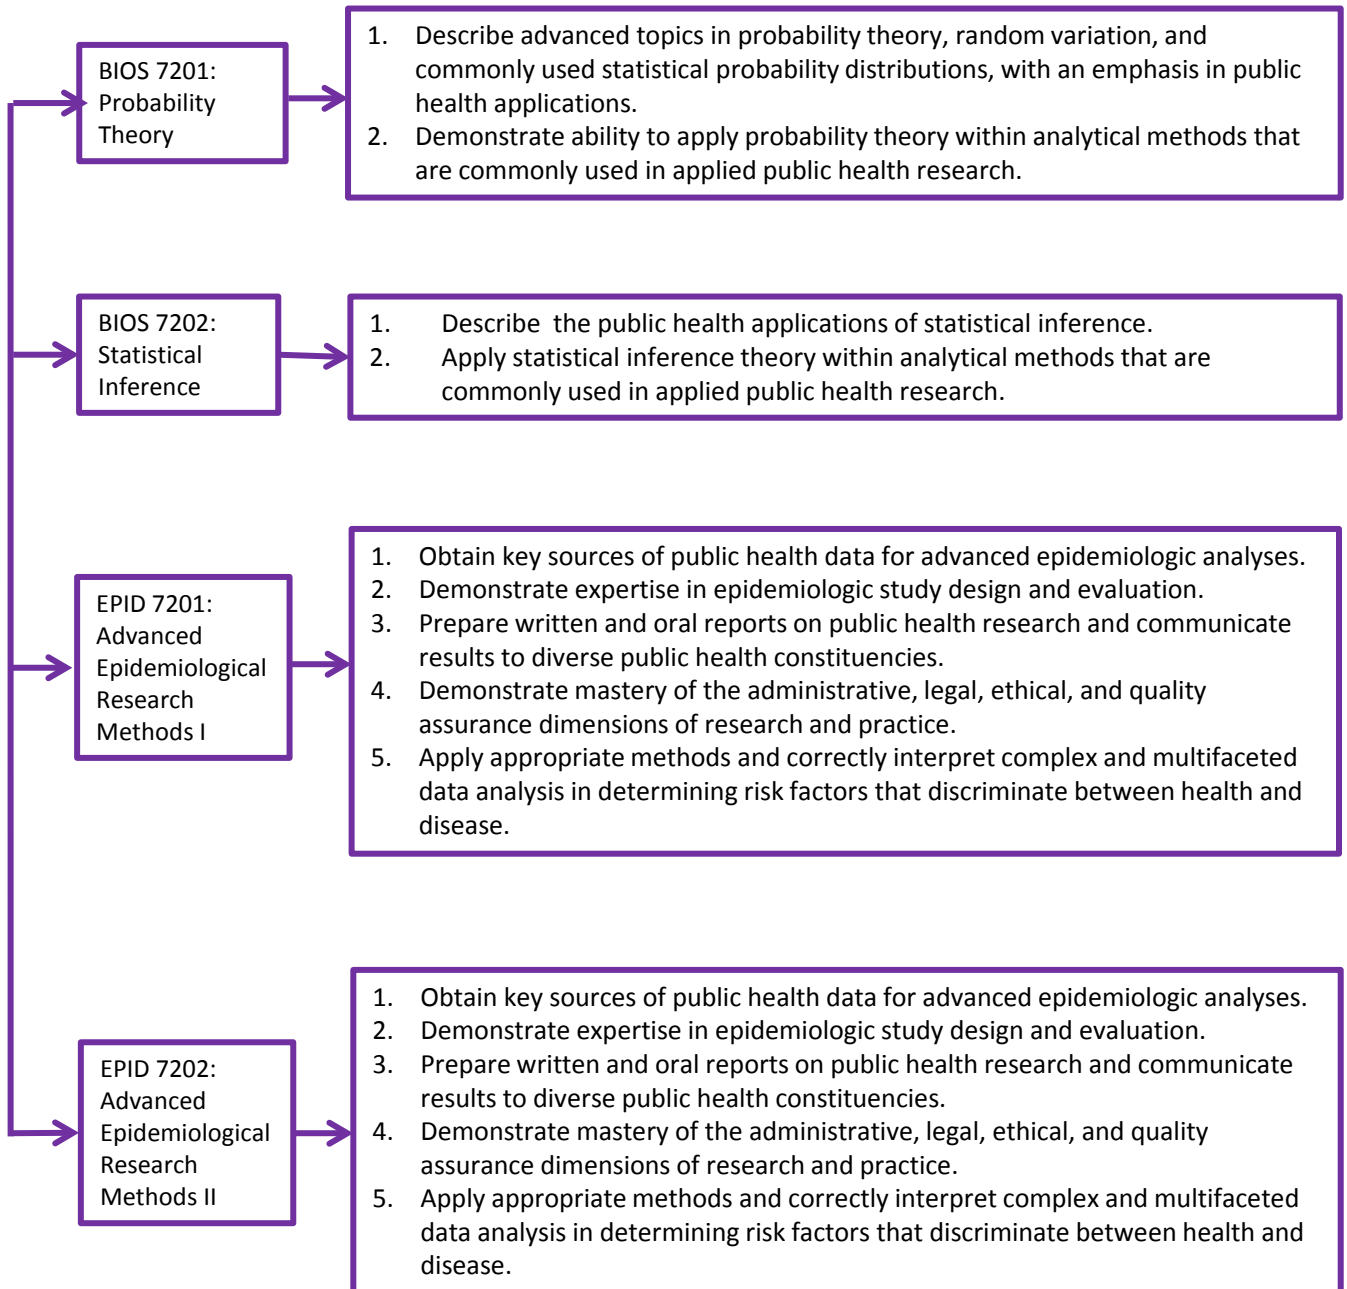 BIOS 7201:
Probability
Theory
1. Describe advanced topics in probability theory, random variation, and
commonly used statistical probability distributions, with an emphasis in public
health applications.
2. Demonstrate ability to apply probability theory within analytical methods that
are commonly used in applied public health research.
BIOS 7202:
Statistical
Inference
1. Describe the public health applications of statistical inference.
2. Apply statistical inference theory within analytical methods that are
commonly used in applied public health research.
EPID 7201:
Advanced
Epidemiological
Research
Methods I
1. Obtain key sources of public health data for advanced epidemiologic analyses.
2. Demonstrate expertise in epidemiologic study design and evaluation.
3. Prepare written and oral reports on public health research and communicate
results to diverse public health constituencies.
4. Demonstrate mastery of the administrative, legal, ethical, and quality
assurance dimensions of research and practice.
5. Apply appropriate methods and correctly interpret complex and multifaceted
data analysis in determining risk factors that discriminate between health and
disease.
EPID 7202:
Advanced
Epidemiological
Research
Methods II
1. Obtain key sources of public health data for advanced epidemiologic analyses.
2. Demonstrate expertise in epidemiologic study design and evaluation.
3. Prepare written and oral reports on public health research and communicate
results to diverse public health constituencies.
4. Demonstrate mastery of the administrative, legal, ethical, and quality
assurance dimensions of research and practice.
5. Apply appropriate methods and correctly interpret complex and multifaceted
data analysis in determining risk factors that discriminate between health and
disease.